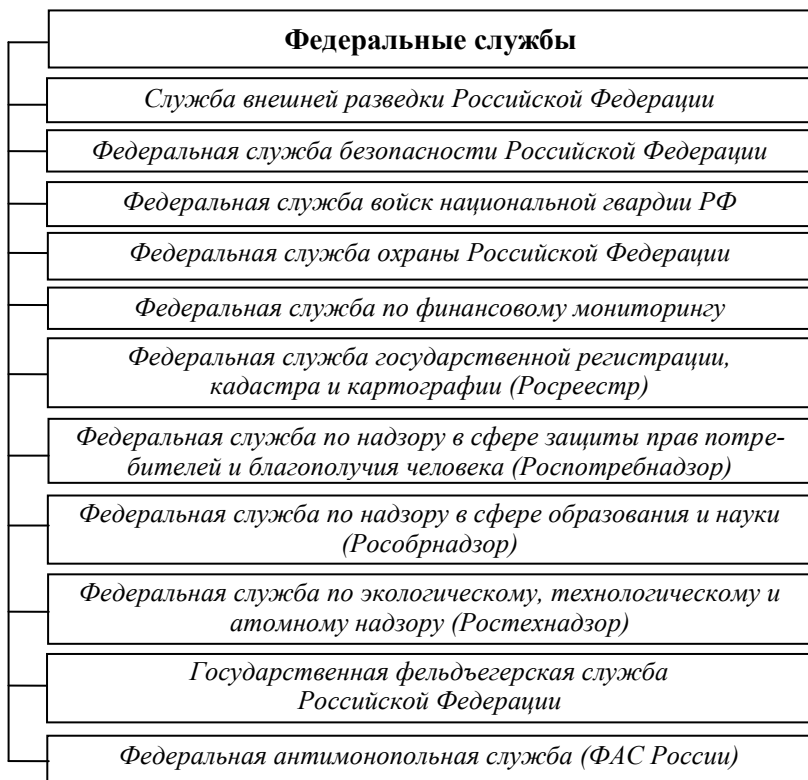 Федеральные службы
Служба внешней разведки Российской Федерации
Федеральная служба безопасности Российской Федерации
Федеральная служба войск национальной гвардии РФ
Федеральная служба охраны Российской Федерации
Федеральная служба по финансовому мониторингу
Федеральная служба государственной регистрации,
кадастра и картографии (Росреестр)
Федеральная служба по надзору в сфере защиты прав потре-
бителей и благополучия человека (Роспотребнадзор)
Федеральная служба по надзору в сфере образования и науки
(Рособрнадзор)
Федеральная служба по экологическому, технологическому и
атомному надзору (Ростехнадзор)
Государственная фельдъегерская служба
Российской Федерации
Федеральная антимонопольная служба (ФАС России)